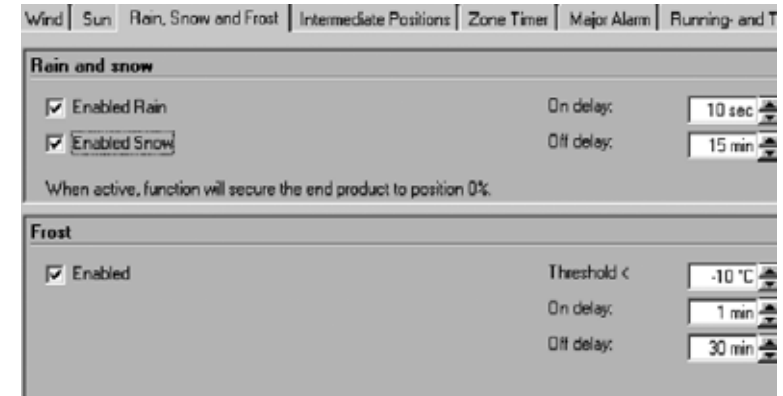 Wind Sun Rain, Snow and Frost Intermediate Positions Zone Timer Major Alarm Running- and T
Rain and snow
Enabled Rain On delay: 10 sec
Enabled Snow Off delay: 15 min
When active, function will secure the end product to position 0%.
Frost
Enabled Threshold < -10 °C
On delay: 1 min
Off delay: 30 min